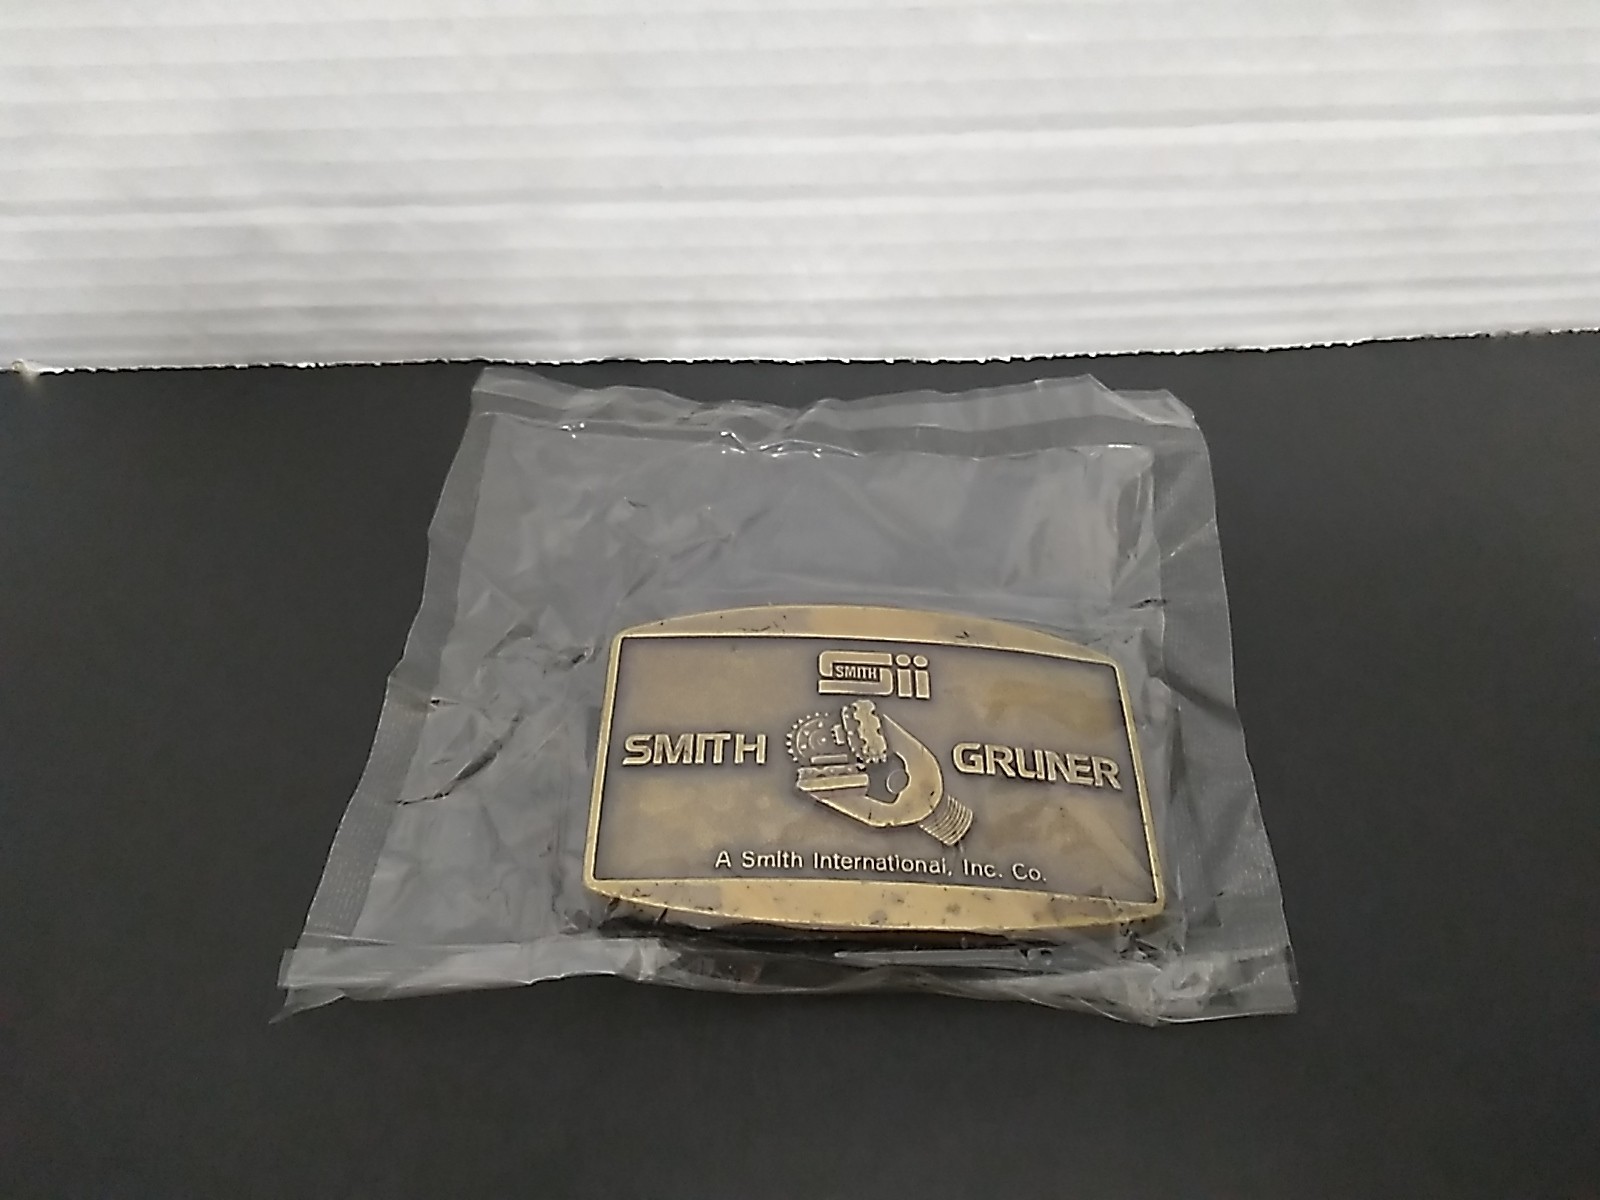 SMITH Sii
SMITH GRUNER
A Smith International, Inc. Co.